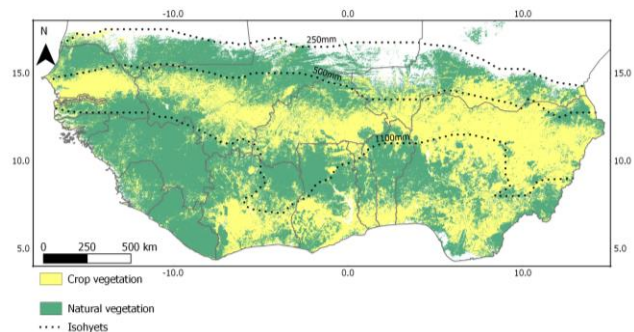 -10.0 0.0 10.0
N
250mm
15.0 500mm 15.0
1100mm
10.0 10.0
5.0 5.0
0 250 500 km
-10.0 0.0 10.0
Crop vegetation
Natural vegetation
Isohyets